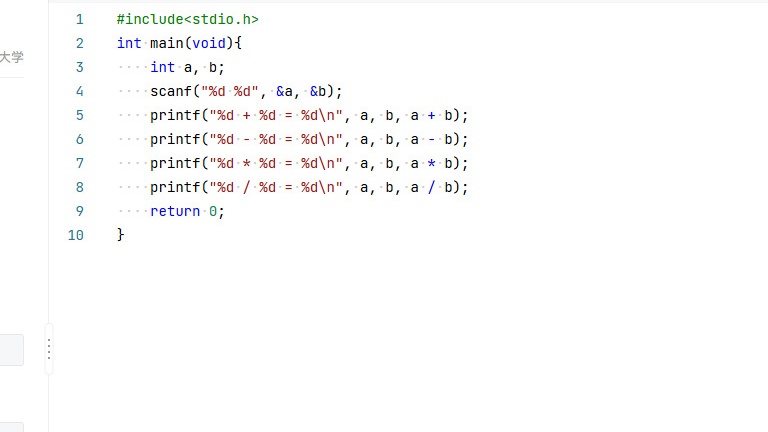 大学
1 #include<stdio.h>
2 int main(void){
3     int a, b;
4     scanf("%d %d", &a, &b);
5     printf("%d + %d = %d\n", a, b, a + b);
6     printf("%d - %d = %d\n", a, b, a - b);
7     printf("%d * %d = %d\n", a, b, a * b);
8     printf("%d / %d = %d\n", a, b, a / b);
9     return 0;
10 }